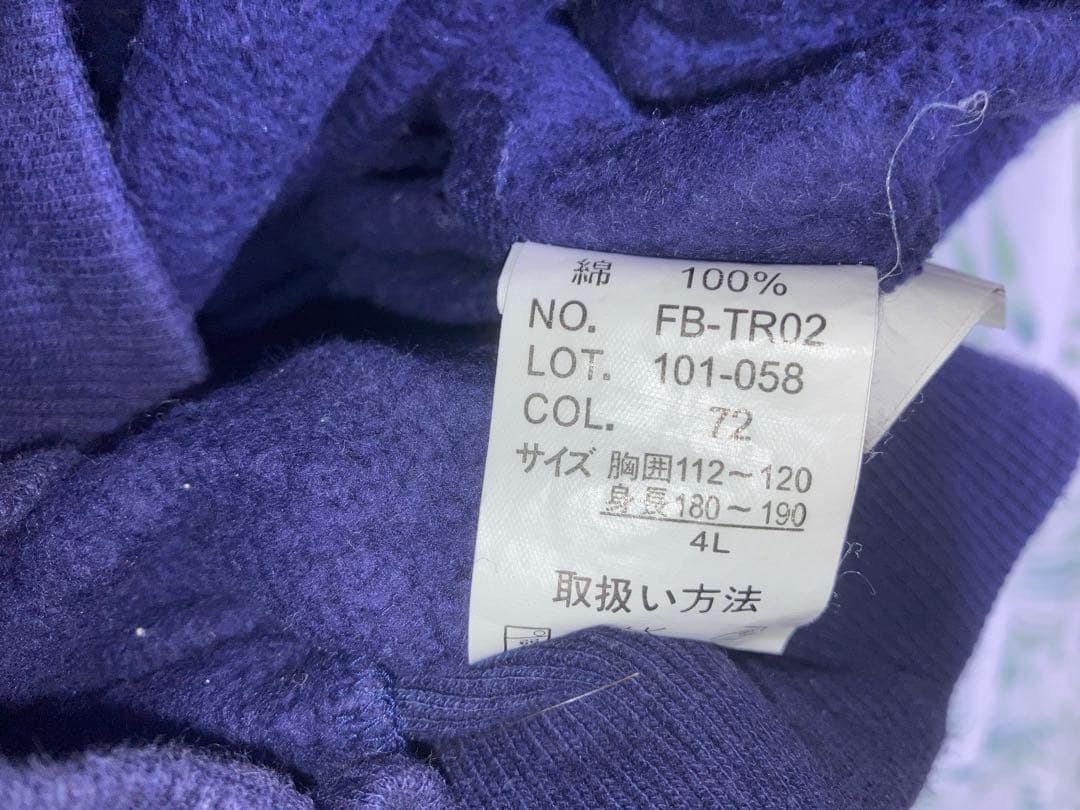 綿 100%
NO. FB-TR02
LOT. 101-058
COL. 72
サイズ 胸囲112～120
身長180～190
4L
取扱い方法